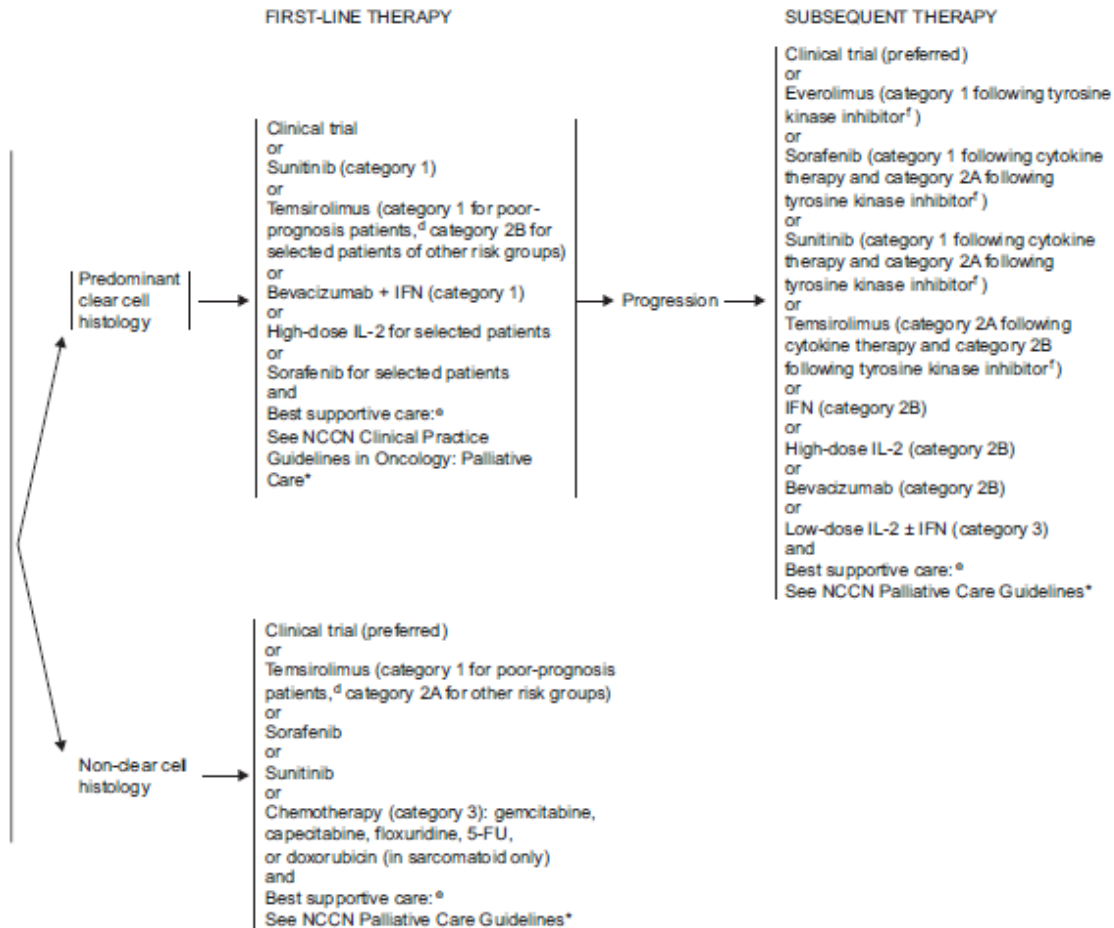 FIRST-LINE THERAPY
SUBSEQUENT THERAPY
Predominant
clear cell
histology
Clinical trial
or
Sunitinib (category 1)
or
Temsirolimus (category 1 for poor-
prognosis patients,d category 2B for
selected patients of other risk groups)
or
Bevacizumab + IFN (category 1)
or
High-dose IL-2 for selected patients
or
Sorafenib for selected patients
and
Best supportive care:e
See NCCN Clinical Practice
Guidelines in Oncology: Palliative
Care*
Progression
Clinical trial (preferred)
or
Everolimus (category 1 following tyrosine
kinase inhibitorf )
or
Sorafenib (category 1 following cytokine
therapy and category 2A following
tyrosine kinase inhibitorf )
or
Sunitinib (category 1 following cytokine
therapy and category 2A following
tyrosine kinase inhibitorf )
or
Temsirolimus (category 2A following
cytokine therapy and category 2B
following tyrosine kinase inhibitorf)
or
IFN (category 2B)
or
High-dose IL-2 (category 2B)
or
Bevacizumab (category 2B)
or
Low-dose IL-2 ± IFN (category 3)
and
Best supportive care:e
See NCCN Palliative Care Guidelines*
Non-clear cell
histology
Clinical trial (preferred)
or
Temsirolimus (category 1 for poor-prognosis
patients,d category 2A for other risk groups)
or
Sorafenib
or
Sunitinib
or
Chemotherapy (category 3): gemcitabine,
capecitabine, floxuridine, 5-FU,
or doxorubicin (in sarcomatoid only)
and
Best supportive care:e
See NCCN Palliative Care Guidelines*